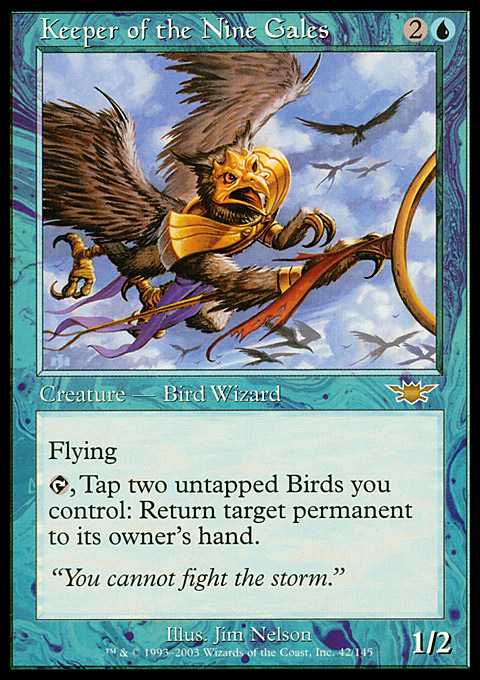 Keeper of the Nine Gales 2
Creature — Bird Wizard
Flying
, Tap two untapped Birds you
control: Return target permanent
to its owner's hand.
“You cannot fight the storm.”
Illus. Jim Nelson
1/2
™ & © 1993–2003 Wizards of the Coast, Inc. 42/145